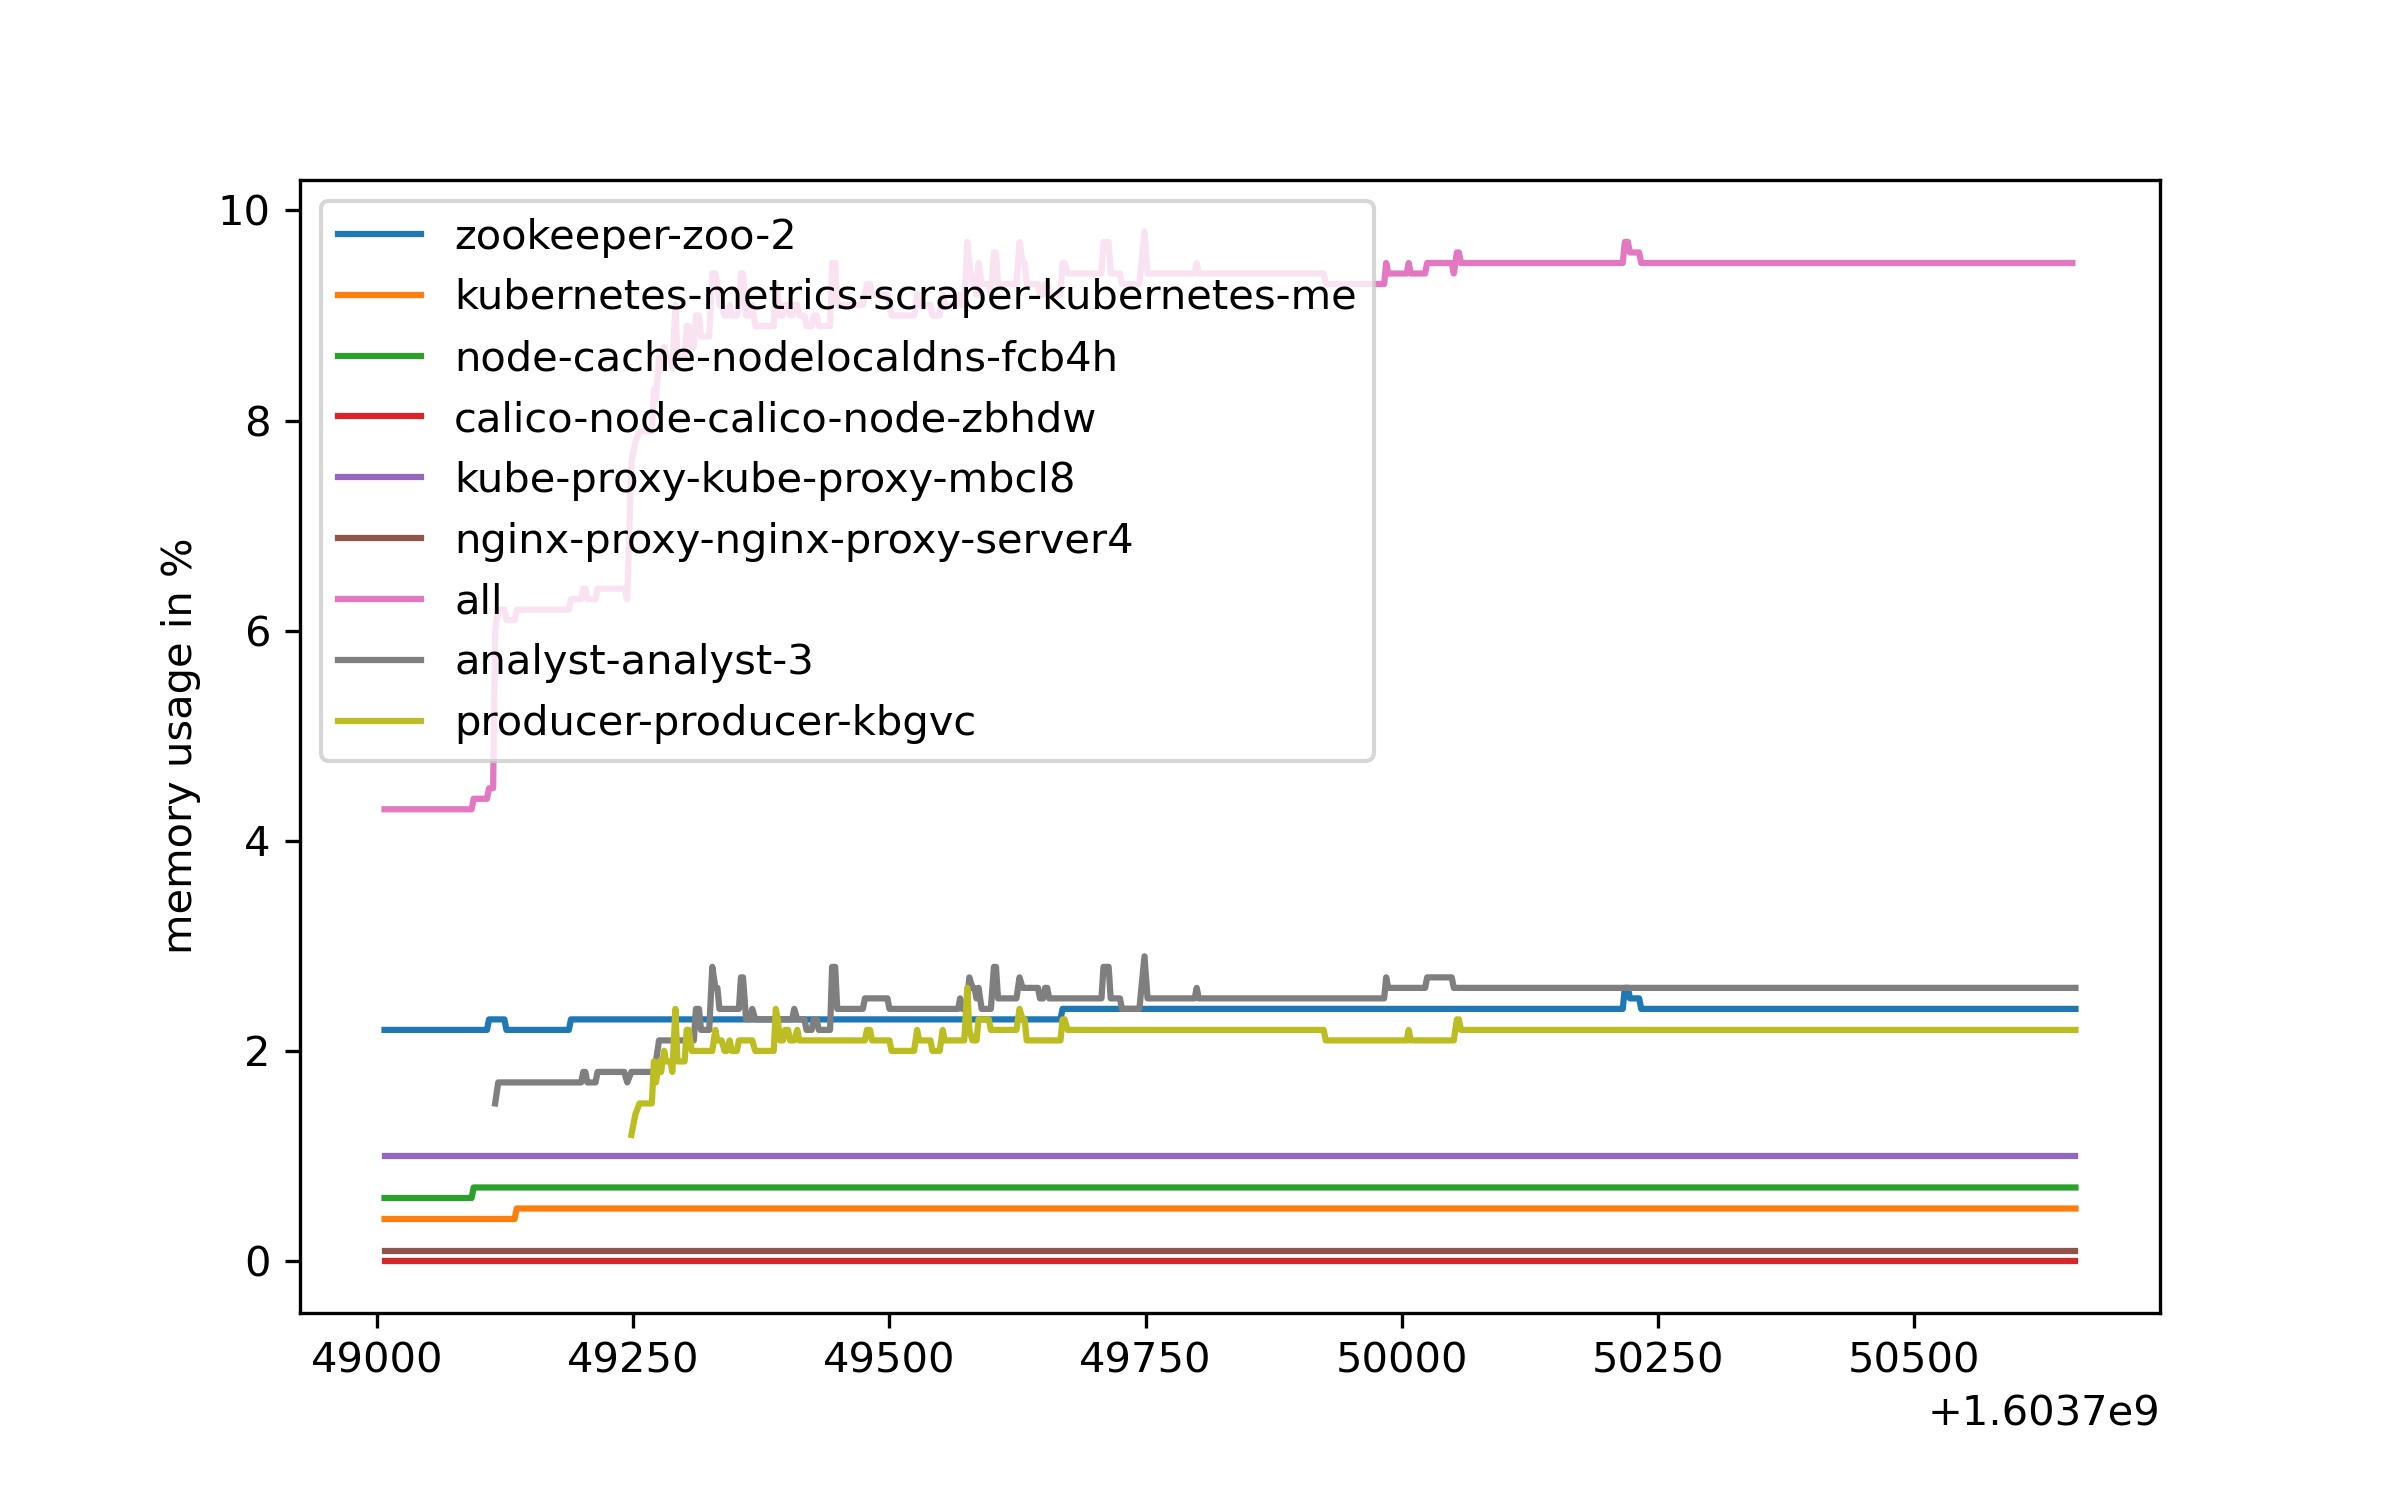 10
8
6
4
2
0
memory usage in %
zookeeper-zoo-2
kubernetes-metrics-scraper-kubernetes-me
node-cache-nodelocaldns-fcb4h
calico-node-calico-node-zbhdw
kube-proxy-kube-proxy-mbcl8
nginx-proxy-nginx-proxy-server4
all
analyst-analyst-3
producer-producer-kbgvc
49000 49250 49500 49750 50000 50250 50500
+1.6037e9